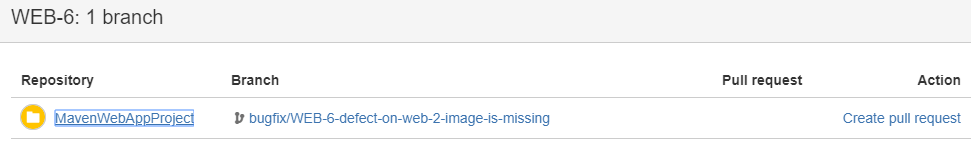 WEB-6: 1 branch
Repository Branch Pull request Action
MavenWebAppProject bugfix/WEB-6-defect-on-web-2-image-is-missing Create pull request